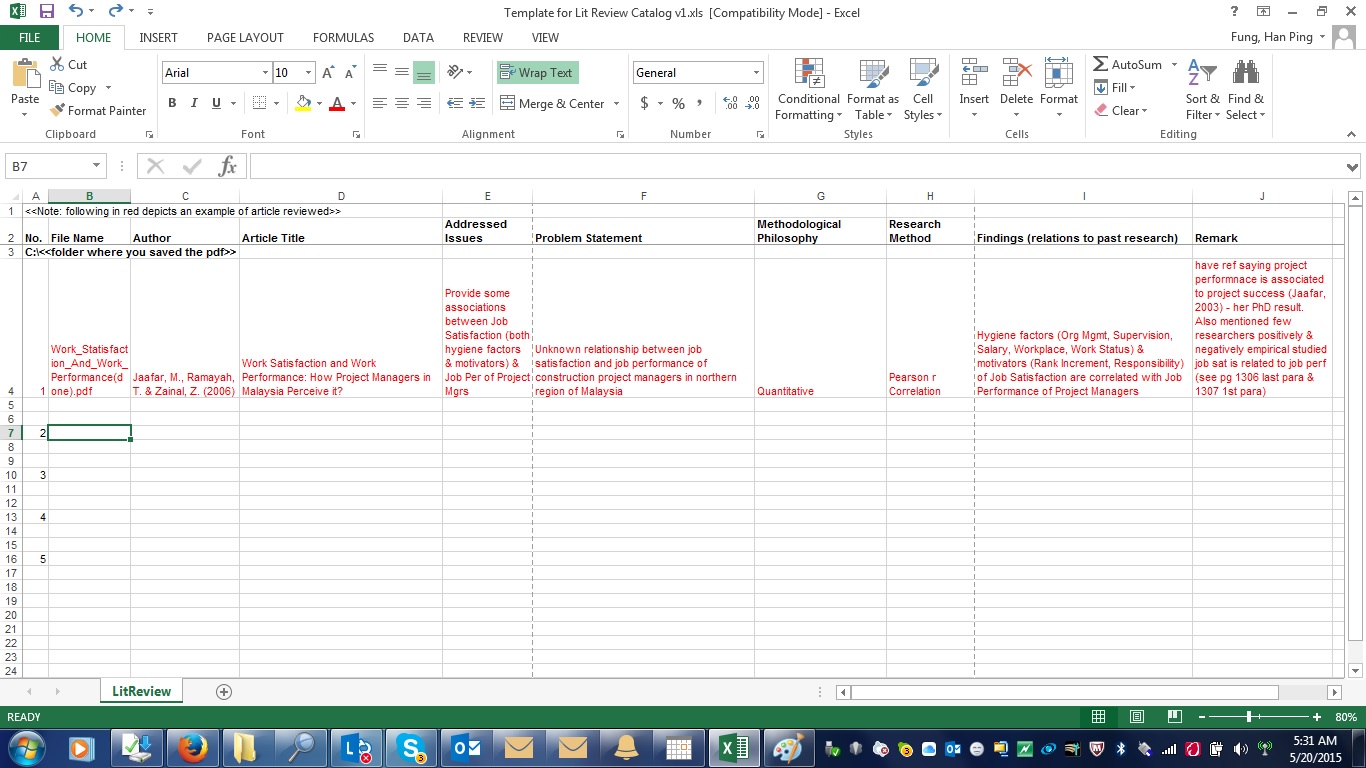 Template for Lit Review Catalog v1.xls [Compatibility Mode] - Excel
?
FILE HOME INSERT PAGE LAYOUT FORMULAS DATA REVIEW VIEW
Fung, Han Ping
Paste
Cut
Copy
Format Painter
Clipboard
Arial 10
B I U
Font
Wrap Text
Merge & Center
Alignment
General
$ % ,
Number
Conditional Formatting
Format as Table
Cell Styles
Styles
Insert Delete Format
Cells
AutoSum
Fill
Clear
Sort & Filter
Find & Select
Editing
B7
fx
A B C D E F G H I J
1 <<Note: following in red depicts an example of article reviewed>>
2 No. File Name Author Article Title
Addressed
Issues
Problem Statement
Methodological
Philosophy
Research
Method
Findings (relations to past research)
Remark
3 C:\<<folder where you saved the pdf>>
4 1
Work_Statisfact
ion_And_Work_
Performance(d
one).pdf
Jaafar, M., Ramayah,
T. & Zainal, Z. (2006)
Work Satisfaction and Work
Performance: How Project Managers in
Malaysia Perceive it?
Provide some
associations
between Job
Satisfaction (both
hygiene factors
& motivators) &
Job Per of Project
Mgrs
Unknown relationship between job
satisfaction and job performance of
construction project managers in northern
region of Malaysia
Quantitative
Pearson r
Correlation
Hygiene factors (Org Mgmt, Supervision,
Salary, Workplace, Work Status) &
motivators (Rank Increment, Responsibility)
of Job Satisfaction are correlated with Job
Performance of Project Managers
have ref saying project
performnace is associated
to project success (Jaafar,
2003) - her PhD result.
Also mentioned few
researchers positively &
negatively empirical studied
job sat is related to job perf
(see pg 1306 last para &
1307 1st para)
5
6
7 2
8
9
10 3
11
12
13 4
14
15
16 5
17
18
19
20
21
22
23
24
LitReview
READY
80%
5:31 AM
5/20/2015